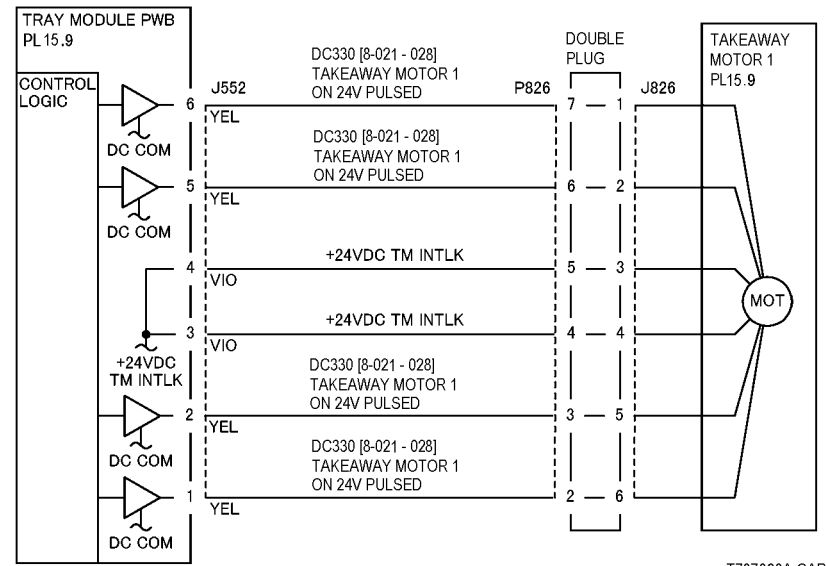 TRAY MODULE PWB
PL15.9
CONTROL
LOGIC
DOUBLE
PLUG
TAKEAWAY
MOTOR 1
PL15.9
J552
P826
J826
DC330 [8-021 - 028]
TAKEAWAY MOTOR 1
ON 24V PULSED
6
YEL
7
1
DC COM
DC330 [8-021 - 028]
TAKEAWAY MOTOR 1
ON 24V PULSED
5
YEL
6
2
DC COM
+24VDC TM INTLK
4
VIO
5
3
MOT
+24VDC TM INTLK
3
VIO
4
4
+24VDC
TM INTLK
DC330 [8-021 - 028]
TAKEAWAY MOTOR 1
ON 24V PULSED
2
YEL
3
5
DC COM
DC330 [8-021 - 028]
TAKEAWAY MOTOR 1
ON 24V PULSED
1
YEL
2
6
DC COM